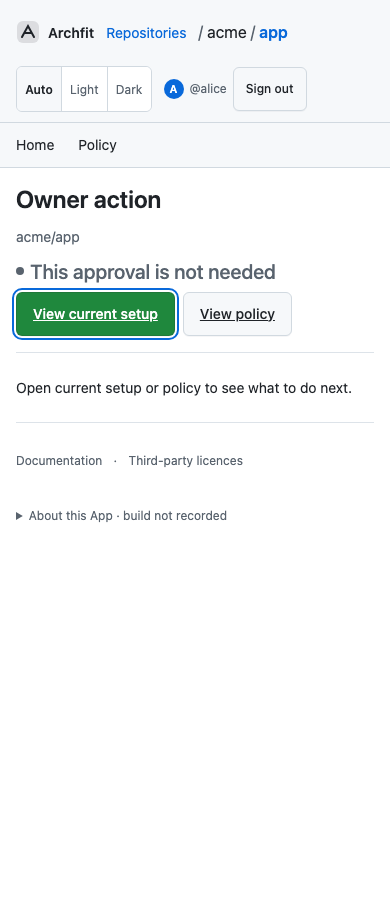 Archfit Repositories / acme / app
Auto Light Dark A @alice Sign out
Home Policy
Owner action
acme/app
This approval is not needed
View current setup View policy
Open current setup or policy to see what to do next.
Documentation · Third-party licences
About this App · build not recorded